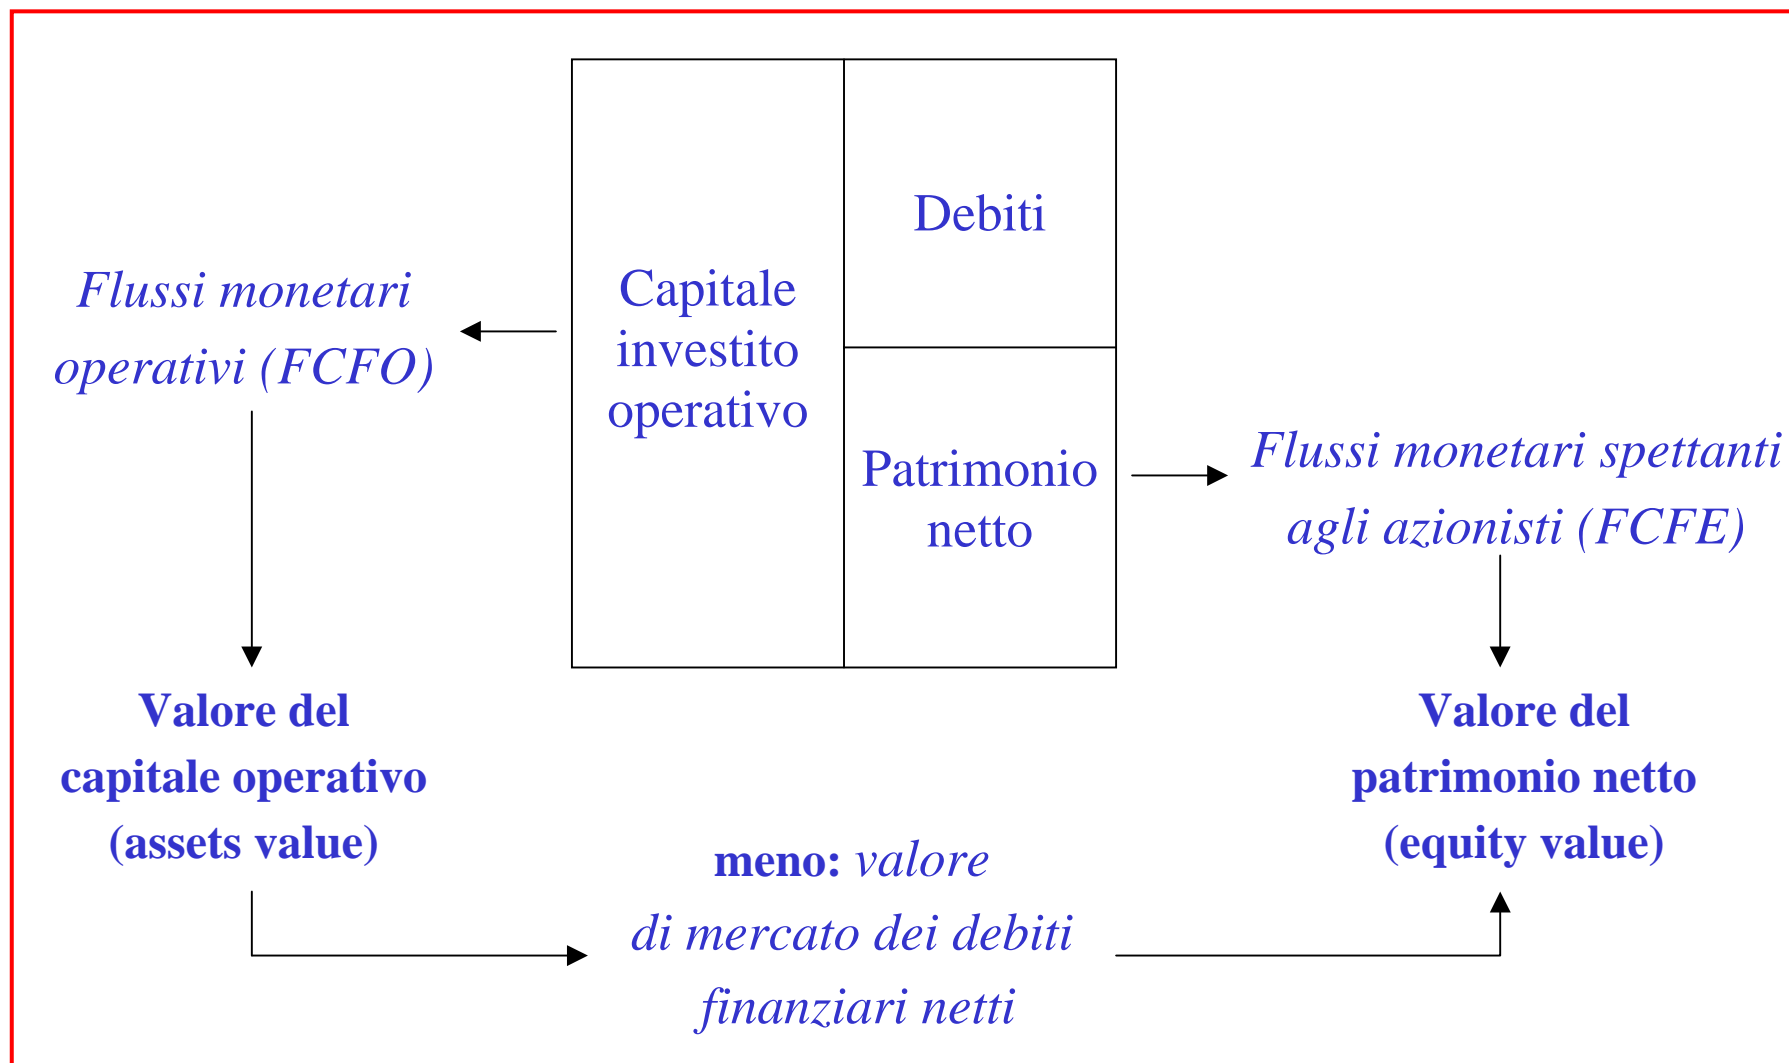 Debiti
Capitale
investito
operativo
Flussi monetari
operativi (FCFO)
Patrimonio
netto
Flussi monetari spettanti
agli azionisti (FCFE)
Valore del
capitale operativo
(assets value)
meno: valore
di mercato dei debiti
finanziari netti
Valore del
patrimonio netto
(equity value)